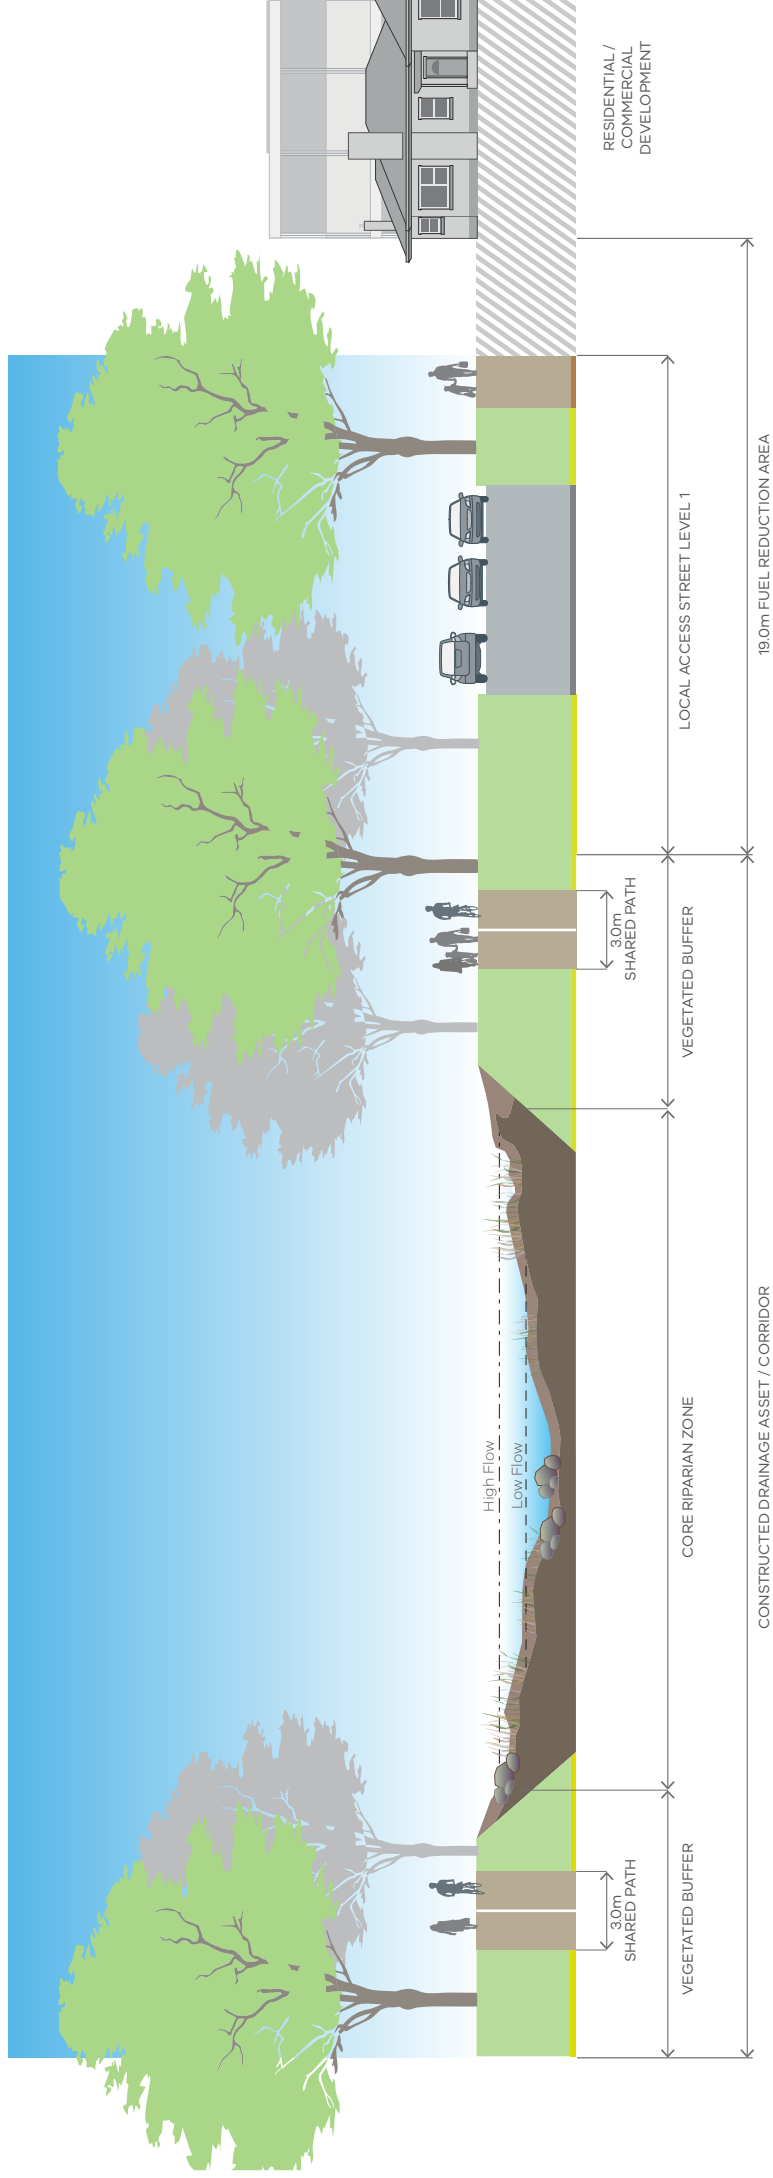 High Flow
Low Flow
3.0m
SHARED PATH
3.0m
SHARED PATH
RESIDENTIAL /
COMMERCIAL
DEVELOPMENT
VEGETATED BUFFER
CORE RIPARIAN ZONE
VEGETATED BUFFER
LOCAL ACCESS STREET LEVEL 1
CONSTRUCTED DRAINAGE ASSET / CORRIDOR
19.0m FUEL REDUCTION AREA